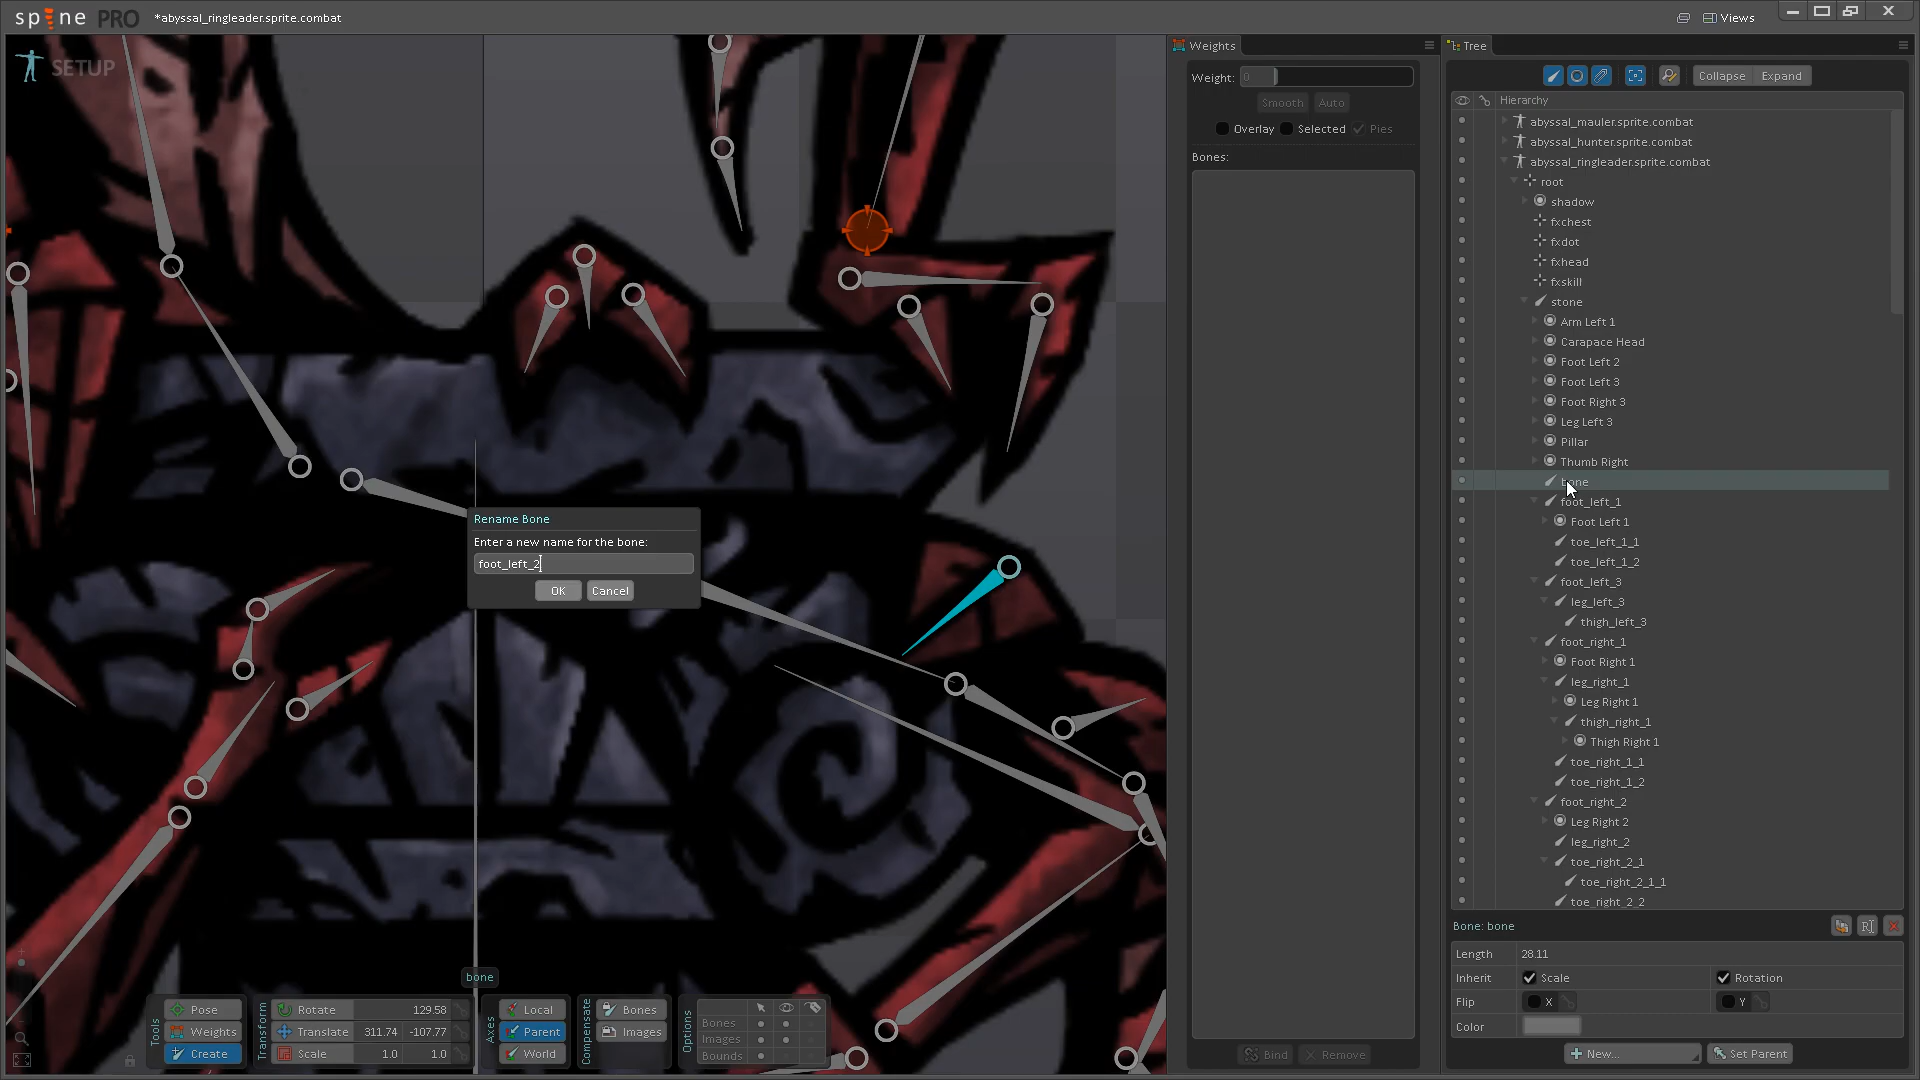 spine PRO
*abyssal_ringleader.sprite.combat
Views
SETUP
Weights
Weight: 0
Smooth Auto
Overlay Selected Pies
Bones:
Bind Remove
Tree
Collapse Expand
Hierarchy
abyssal_mauler.sprite.combat
abyssal_hunter.sprite.combat
abyssal_ringleader.sprite.combat
root
shadow
fxchest
fxdot
fxhead
fxskill
stone
Arm Left 1
Carapace Head
Foot Left 2
Foot Left 3
Foot Right 3
Leg Left 3
Pillar
Thumb Right
bone
foot_left_1
Foot Left 1
toe_left_1_1
toe_left_1_2
foot_left_3
leg_left_3
thigh_left_3
foot_right_1
Foot Right 1
leg_right_1
Leg Right 1
thigh_right_1
Thigh Right 1
toe_right_1_1
toe_right_1_2
foot_right_2
Leg Right 2
leg_right_2
toe_right_2_1
toe_right_2_1_1
toe_right_2_2
Bone: bone
Length 28.11
Inherit Scale Rotation
Flip X Y
Color
New... Set Parent
Rename Bone
Enter a new name for the bone:
foot_left_2
OK Cancel
bone
Tools
Pose
Weights
Create
Transform
Rotate 129.58
Translate 311.74 -107.77
Scale 1.0 1.0
Axes
Local
Parent
World
Compensate
Bones
Images
Options
Bones
Images
Bounds